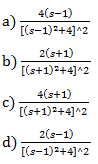 a) 4(s−1) / [(s−1)²+4]^2
b) 2(s+1) / [(s+1)²+4]^2
c) 4(s+1) / [(s+1)²+4]^2
d) 2(s−1) / [(s−1)²+4]^2